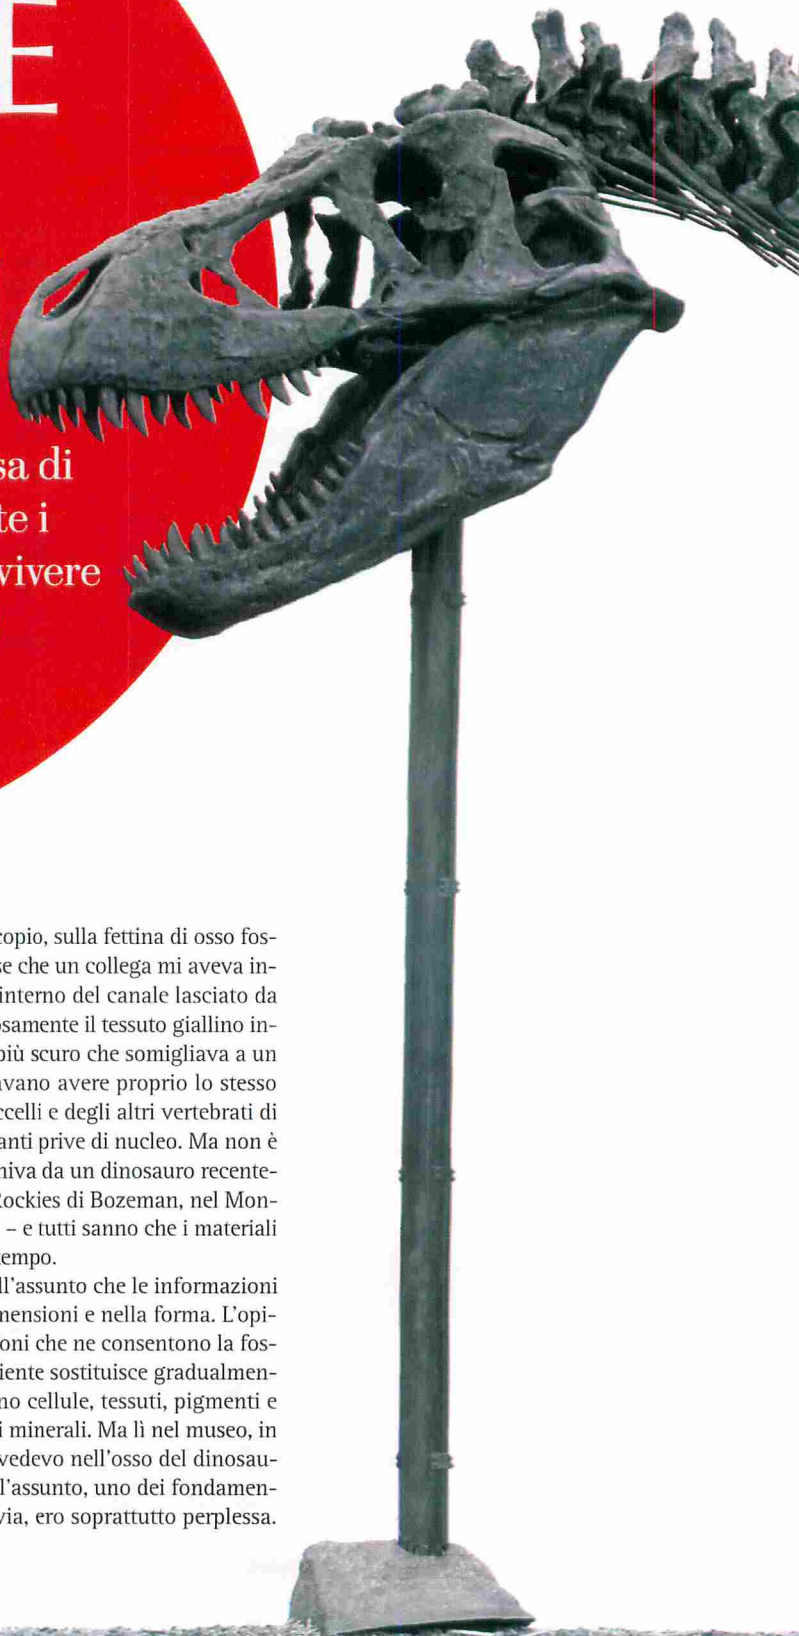 E
sa di
te i
vivere
copio, sulla fettina di osso fos-
se che un collega mi aveva in-
interno del canale lasciato da
osamente il tessuto giallino in-
più scuro che somigliava a un
avano avere proprio lo stesso
ccelli e degli altri vertebrati di
anti prive di nucleo. Ma non è
niva da un dinosauro recente-
Rockies di Bozeman, nel Mon-
– e tutti sanno che i materiali
tempo.
ll'assunto che le informazioni
mensioni e nella forma. L'opi-
oni che ne consentono la fos-
iente sostituisce gradualmen-
no cellule, tessuti, pigmenti e
i minerali. Ma lì nel museo, in
vedevo nell'osso del dinosau-
l'assunto, uno dei fondamen-
via, ero soprattutto perplessa.